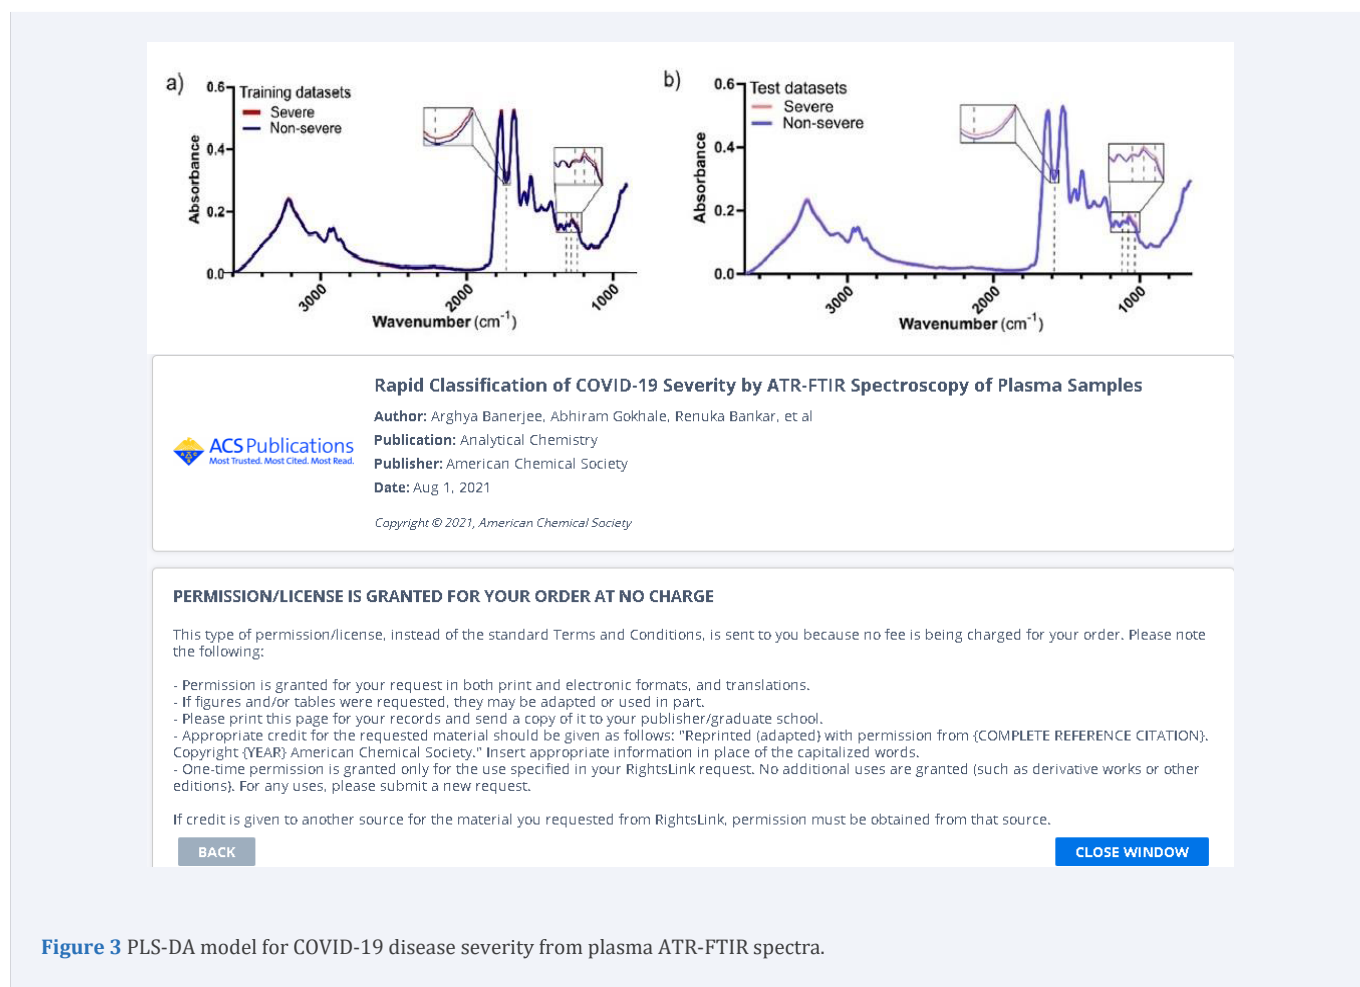 a)
Training datasets
Severe
Non-severe
0.6
0.4
0.2
0.0
Absorbance
3000
2000
1000
Wavenumber (cm-1)
b)
Test datasets
Severe
Non-severe
0.6
0.4
0.2
0.0
Absorbance
3000
2000
1000
Wavenumber (cm-1)
ACS Publications
Most Trusted. Most Cited. Most Read.
Rapid Classification of COVID-19 Severity by ATR-FTIR Spectroscopy of Plasma Samples
Author: Arghya Banerjee, Abhiram Gokhale, Renuka Bankar, et al
Publication: Analytical Chemistry
Publisher: American Chemical Society
Date: Aug 1, 2021
Copyright © 2021, American Chemical Society
PERMISSION/LICENSE IS GRANTED FOR YOUR ORDER AT NO CHARGE
This type of permission/license, instead of the standard Terms and Conditions, is sent to you because no fee is being charged for your order. Please note
the following:
- Permission is granted for your request in both print and electronic formats, and translations.
- If figures and/or tables were requested, they may be adapted or used in part.
- Please print this page for your records and send a copy of it to your publisher/graduate school.
- Appropriate credit for the requested material should be given as follows: "Reprinted (adapted) with permission from {COMPLETE REFERENCE CITATION}.
Copyright {YEAR} American Chemical Society." Insert appropriate information in place of the capitalized words.
- One-time permission is granted only for the use specified in your RightsLink request. No additional uses are granted (such as derivative works or other
editions). For any uses, please submit a new request.
If credit is given to another source for the material you requested from RightsLink, permission must be obtained from that source.
BACK
CLOSE WINDOW
Figure 3 PLS-DA model for COVID-19 disease severity from plasma ATR-FTIR spectra.